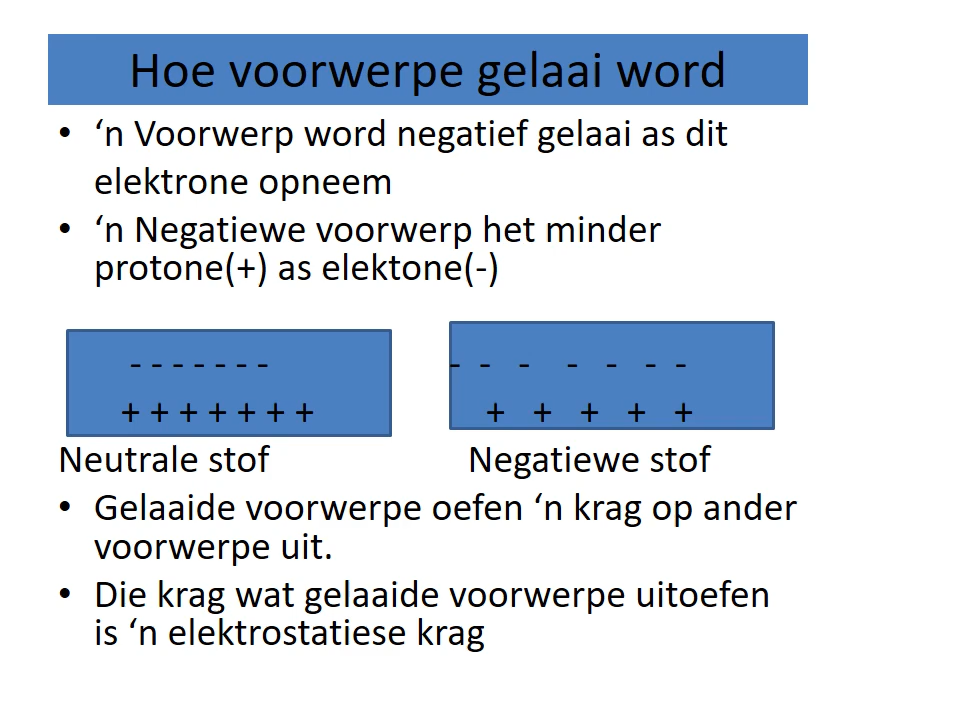 Hoe voorwerpe gelaai word
• ‘n Voorwerp word negatief gelaai as dit
elektrone opneem
• ‘n Negatiewe voorwerp het minder
protone(+) as elektone(-)
- - - - - - - - - - - - - -
+ + + + + + + + + + + +
Neutrale stof Negatiewe stof
• Gelaaide voorwerpe oefen ‘n krag op ander
voorwerpe uit.
• Die krag wat gelaaide voorwerpe uitoefen
is ‘n elektrostatiese krag